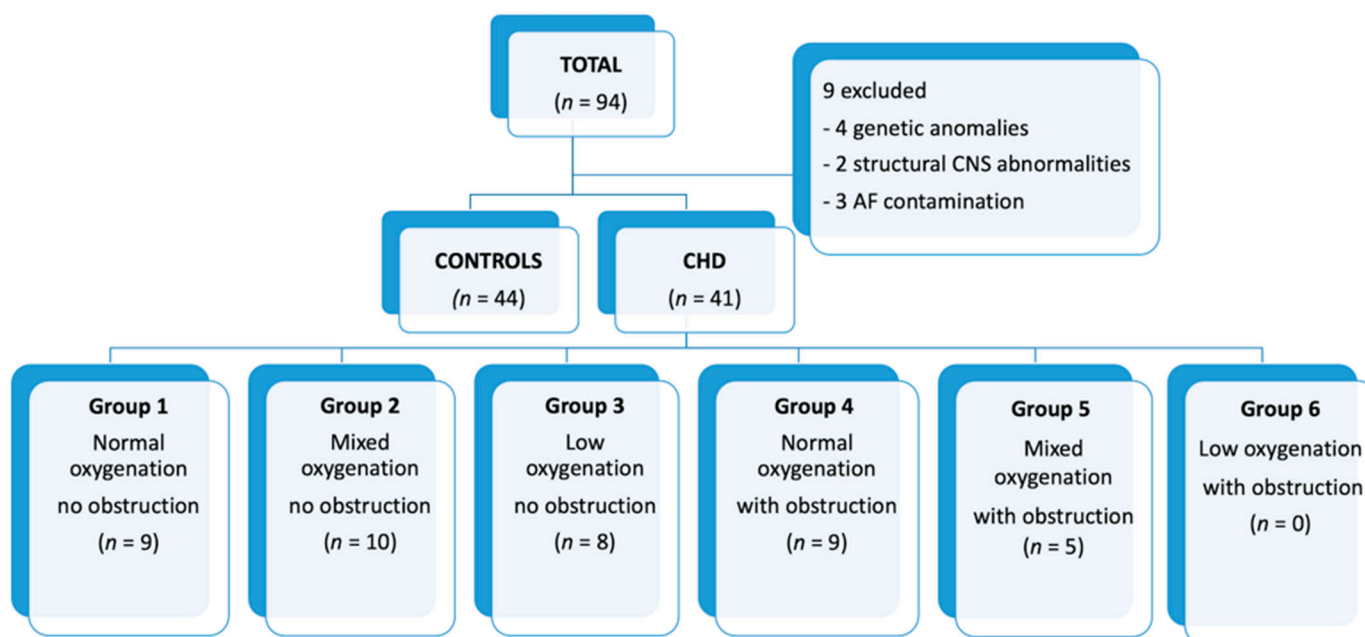 TOTAL
(n = 94)
9 excluded
- 4 genetic anomalies
- 2 structural CNS abnormalities
- 3 AF contamination
CONTROLS
(n = 44)
CHD
(n = 41)
Group 1
Normal
oxygenation
no obstruction
(n = 9)
Group 2
Mixed
oxygenation
no obstruction
(n = 10)
Group 3
Low
oxygenation
no obstruction
(n = 8)
Group 4
Normal
oxygenation
with obstruction
(n = 9)
Group 5
Mixed
oxygenation
with obstruction
(n = 5)
Group 6
Low oxygenation
with obstruction
(n = 0)